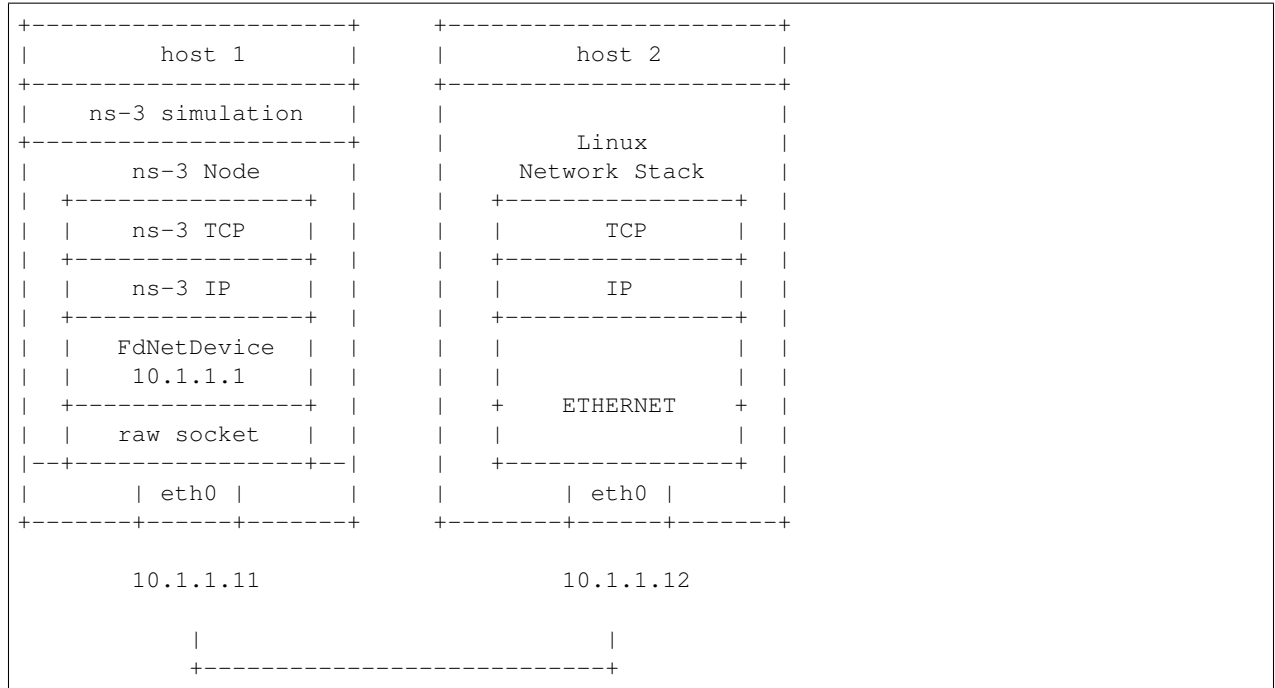 host 1 host 2
ns-3 simulation
Linux
ns-3 Node Network Stack
ns-3 TCP TCP
ns-3 IP IP
FdNetDevice
10.1.1.1
ETHERNET
raw socket
eth0 eth0
10.1.1.11 10.1.1.12